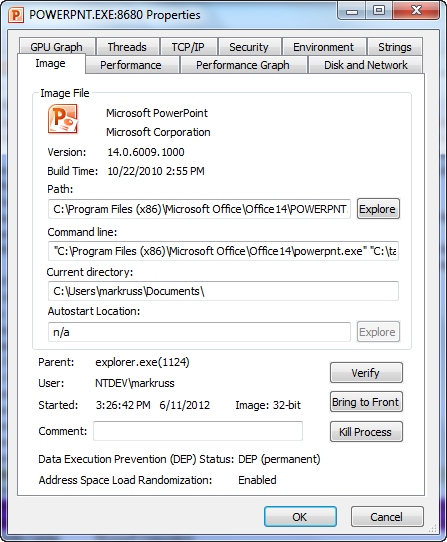 POWERPNT.EXE:8680 Properties
GPU Graph Threads TCP/IP Security Environment Strings
Image Performance Performance Graph Disk and Network
Image File
Microsoft PowerPoint
Microsoft Corporation
Version: 14.0.6009.1000
Build Time: 10/22/2010 2:55 PM
Path:
C:\Program Files (x86)\Microsoft Office\Office14\POWERPNT. Explore
Command line:
"C:\Program Files (x86)\Microsoft Office\Office14\powerpnt.exe" "C:\ta
Current directory:
C:\Users\markruss\Documents\
Autostart Location:
n/a Explore
Parent: explorer.exe(1124) Verify
User: NTDEV\markruss
Started: 3:26:42 PM 6/11/2012 Image: 32-bit Bring to Front
Comment: Kill Process
Data Execution Prevention (DEP) Status: DEP (permanent)
Address Space Load Randomization: Enabled
OK Cancel